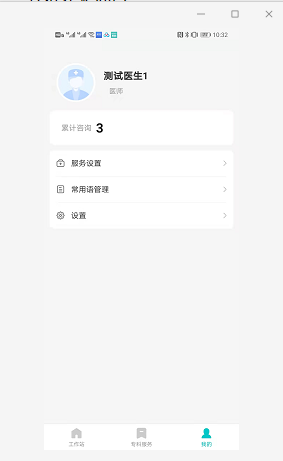 10:32
测试医生1
医师
累计咨询 3
服务设置
常用语管理
设置
工作站 专科服务 我的